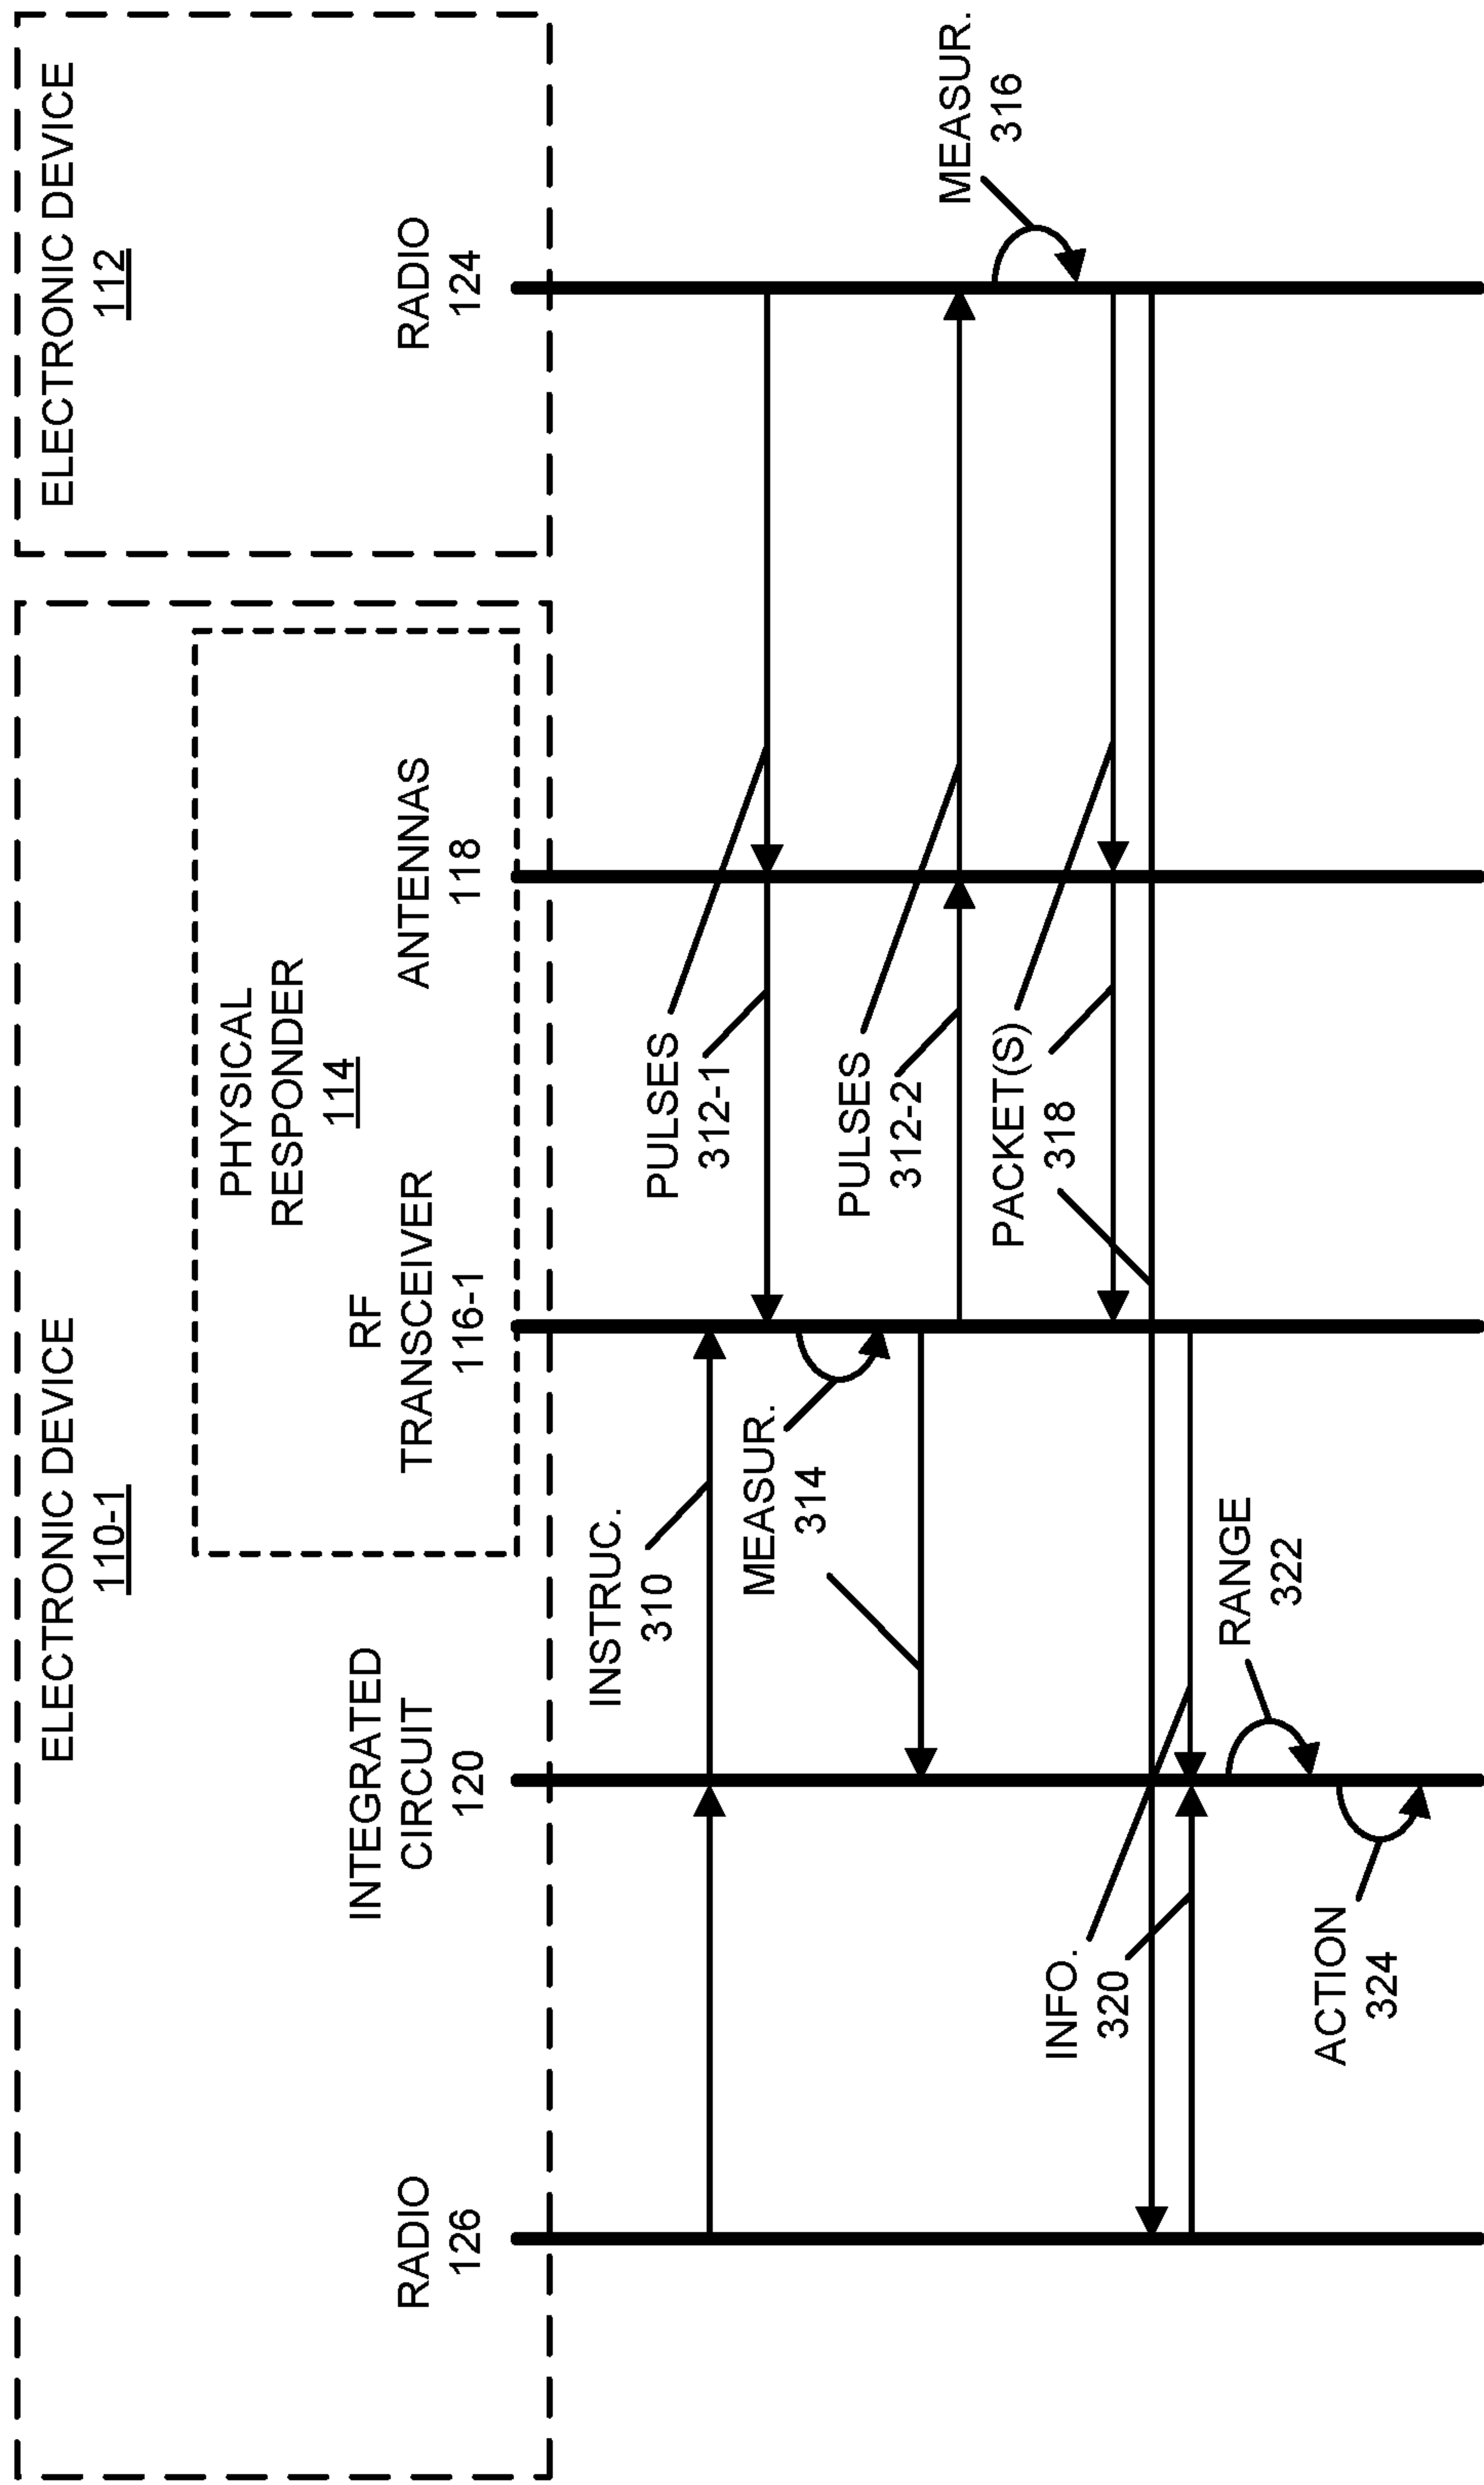 ELECTRONIC DEVICE
110-1
ELECTRONIC DEVICE
112
PHYSICAL
RESPONDER
114
RADIO
126
INTEGRATED
CIRCUIT
120
RF
TRANSCEIVER
116-1
ANTENNAS
118
RADIO
124
INSTRUC.
310
PULSES
312-1
MEASUR.
314
PULSES
312-2
MEASUR.
316
PACKET(S)
318
INFO.
320
RANGE
322
ACTION
324